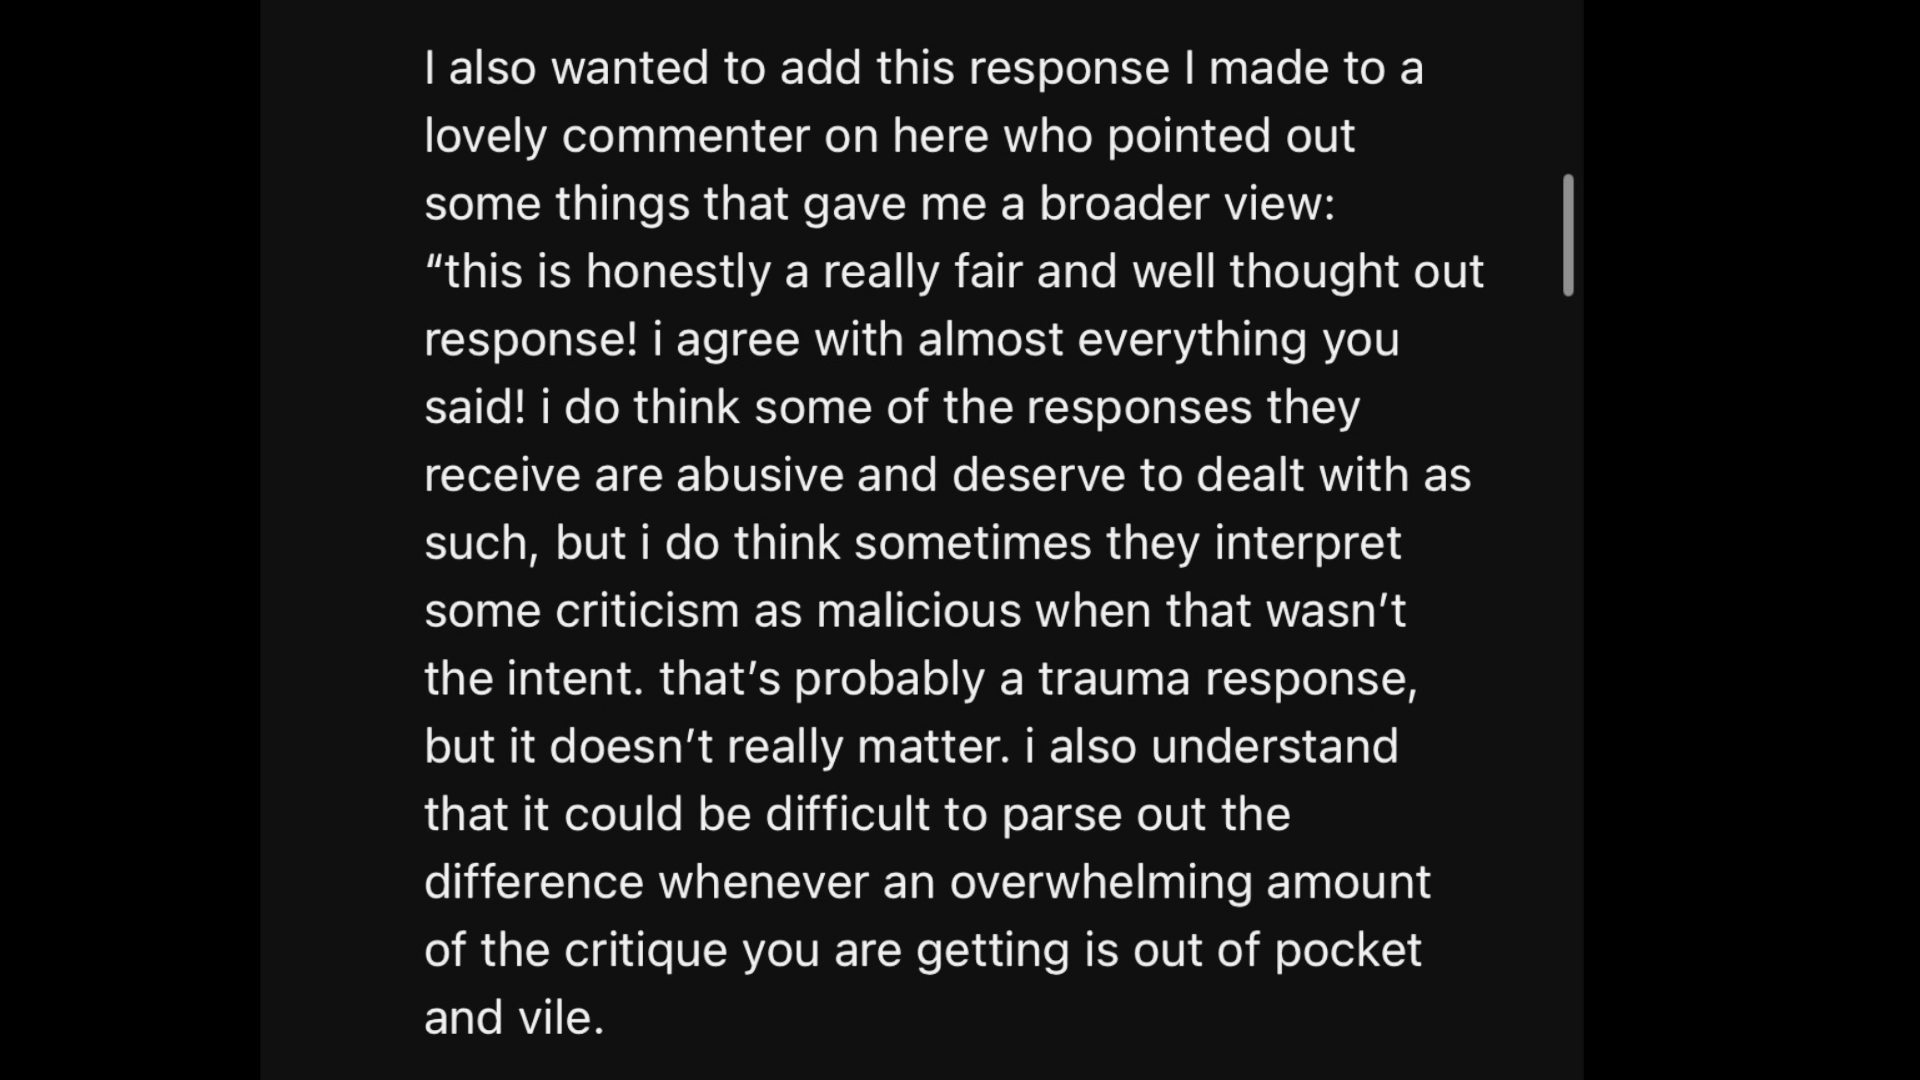 I also wanted to add this response I made to a
lovely commenter on here who pointed out
some things that gave me a broader view:
“this is honestly a really fair and well thought out
response! i agree with almost everything you
said! i do think some of the responses they
receive are abusive and deserve to dealt with as
such, but i do think sometimes they interpret
some criticism as malicious when that wasn’t
the intent. that’s probably a trauma response,
but it doesn’t really matter. i also understand
that it could be difficult to parse out the
difference whenever an overwhelming amount
of the critique you are getting is out of pocket
and vile.